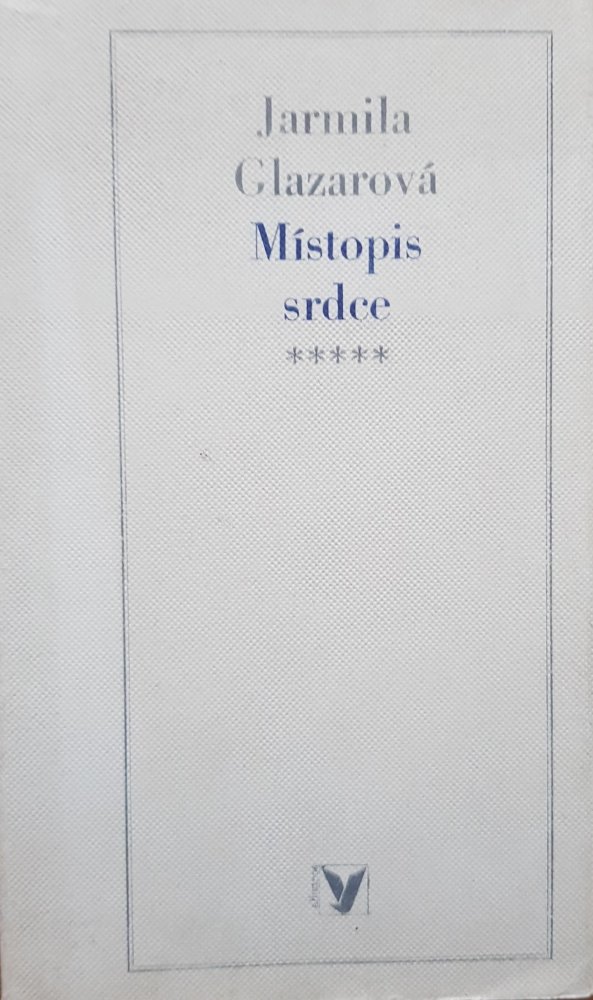 Jarmila
Glazarová
Místopis
srdce
*****